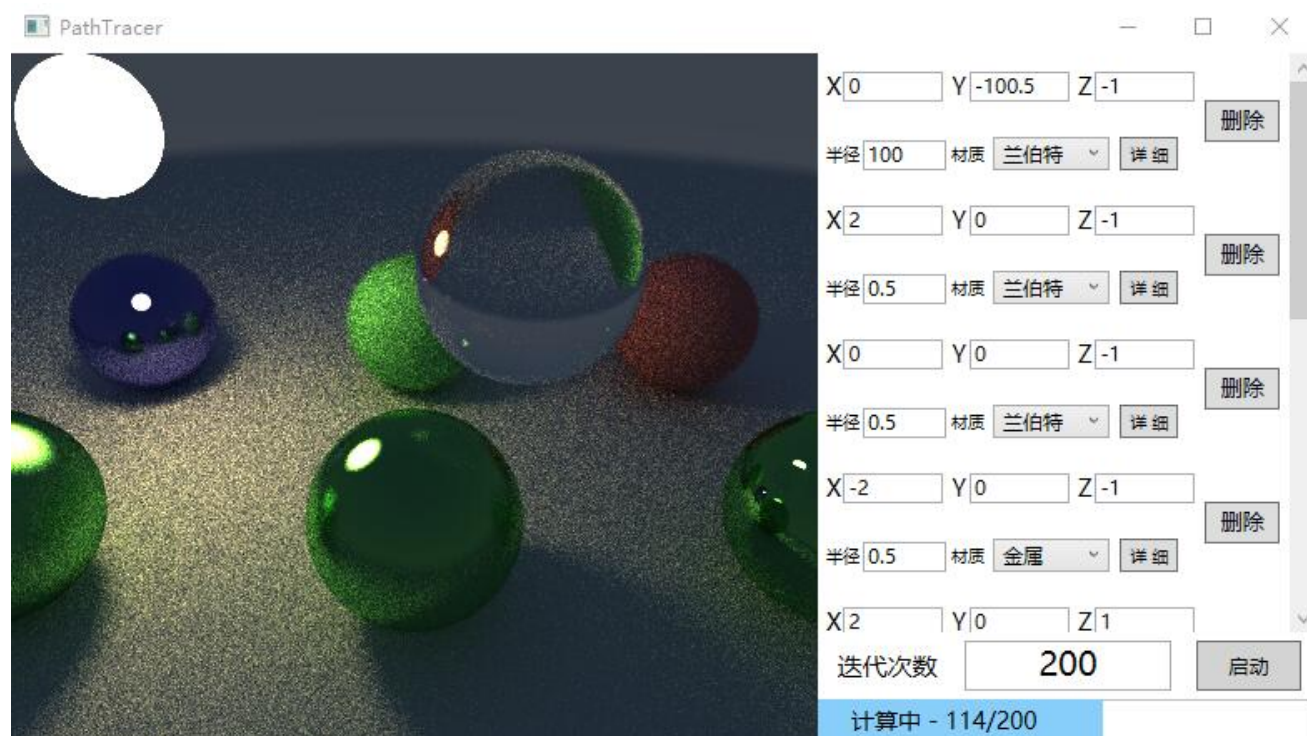 PathTracer
X 0 Y -100.5 Z -1
删除
半径 100 材质 兰伯特 详细
X 2 Y 0 Z -1
删除
半径 0.5 材质 兰伯特 详细
X 0 Y 0 Z -1
删除
半径 0.5 材质 兰伯特 详细
X -2 Y 0 Z -1
删除
半径 0.5 材质 金属 详细
X 2 Y 0 Z 1
迭代次数 200 启动
计算中 - 114/200